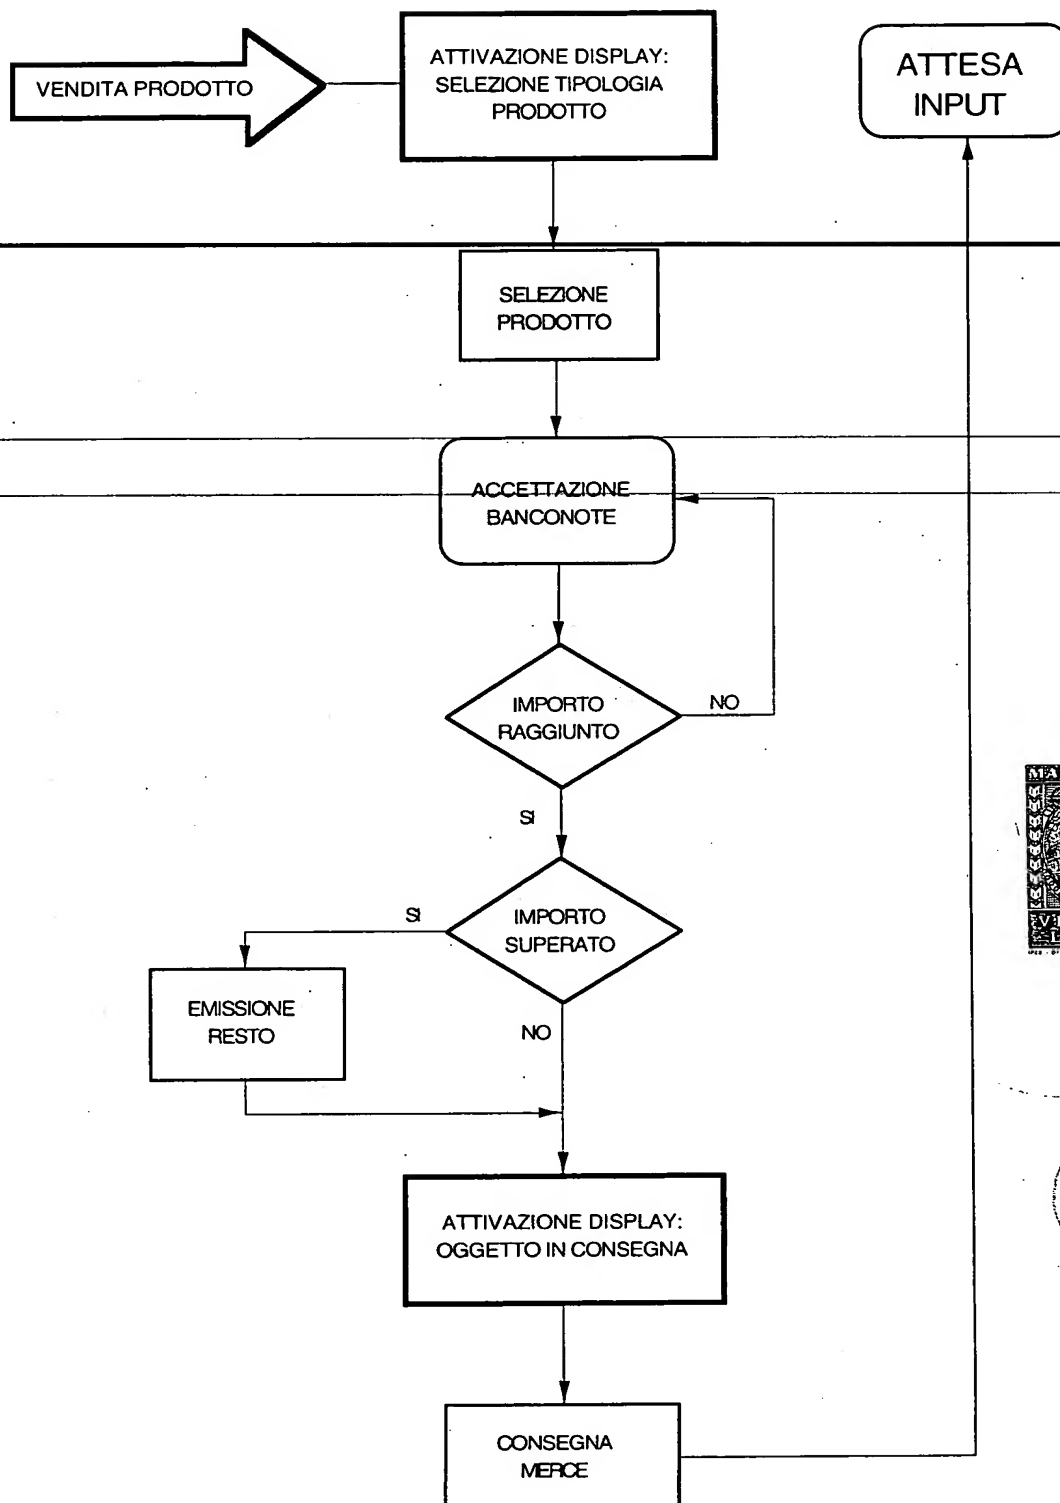 VENDITA PRODOTTO
ATTIVAZIONE DISPLAY:
SELEZIONE TIPOLOGIA
PRODOTTO
ATTESA
INPUT
SELEZIONE
PRODOTTO
ACCETTAZIONE
BANCONOTE
IMPORTO
RAGGIUNTO
NO
SI
IMPORTO
SUPERATO
SI
EMISSIONE
RESTO
NO
ATTIVAZIONE DISPLAY:
OGGETTO IN CONSEGNA
CONSEGNA
MERCE